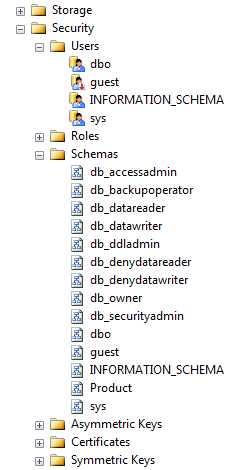 Storage
Security
Users
dbo
guest
INFORMATION_SCHEMA
sys
Roles
Schemas
db_accessadmin
db_backupoperator
db_datareader
db_datawriter
db_ddladmin
db_denydatareader
db_denydatawriter
db_owner
db_securityadmin
dbo
guest
INFORMATION_SCHEMA
Product
sys
Asymmetric Keys
Certificates
Symmetric Keys